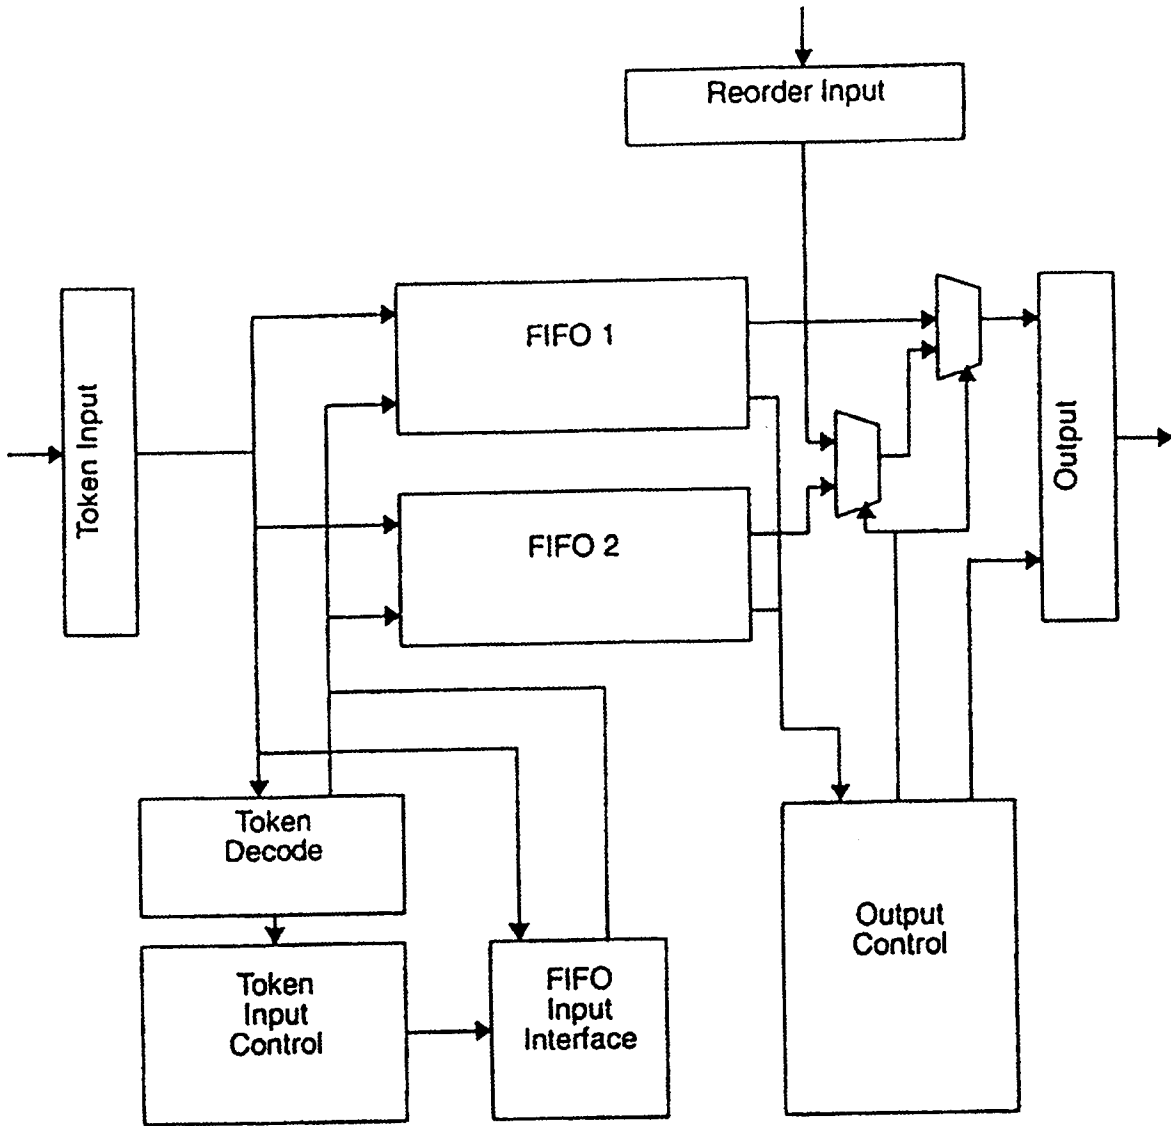 Reorder Input
Token Input
FIFO 1
FIFO 2
Output
Token
Decode
Token
Input
Control
FIFO
Input
Interface
Output
Control